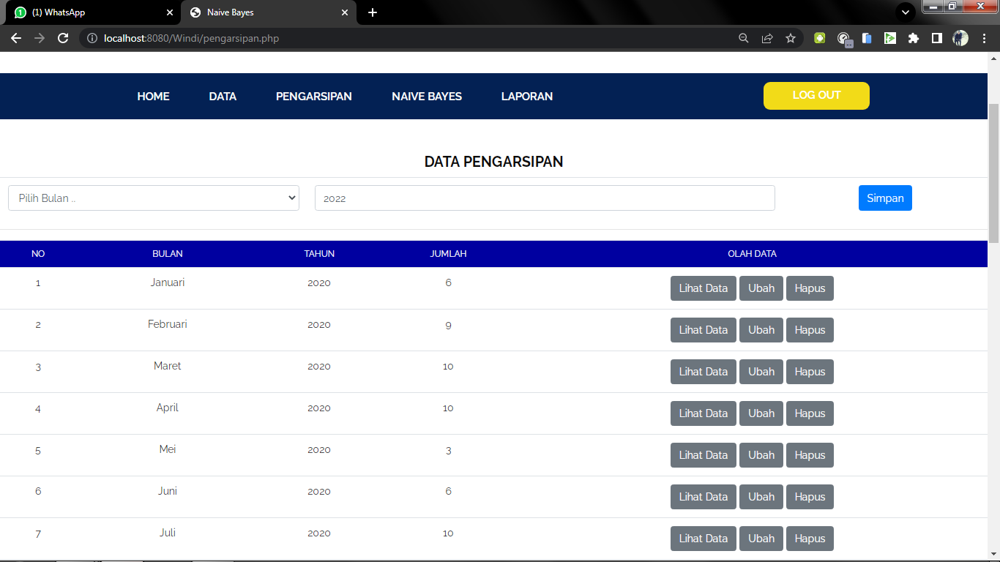 (1) WhatsApp
Naive Bayes
localhost:8080/Windi/pengarsipan.php
HOME DATA PENGARSIPAN NAIVE BAYES LAPORAN LOG OUT
DATA PENGARSIPAN
Pilih Bulan .. 2022 Simpan
NO BULAN TAHUN JUMLAH OLAH DATA
1 Januari 2020 6 Lihat Data Ubah Hapus
2 Februari 2020 9 Lihat Data Ubah Hapus
3 Maret 2020 10 Lihat Data Ubah Hapus
4 April 2020 10 Lihat Data Ubah Hapus
5 Mei 2020 3 Lihat Data Ubah Hapus
6 Juni 2020 6 Lihat Data Ubah Hapus
7 Juli 2020 10 Lihat Data Ubah Hapus